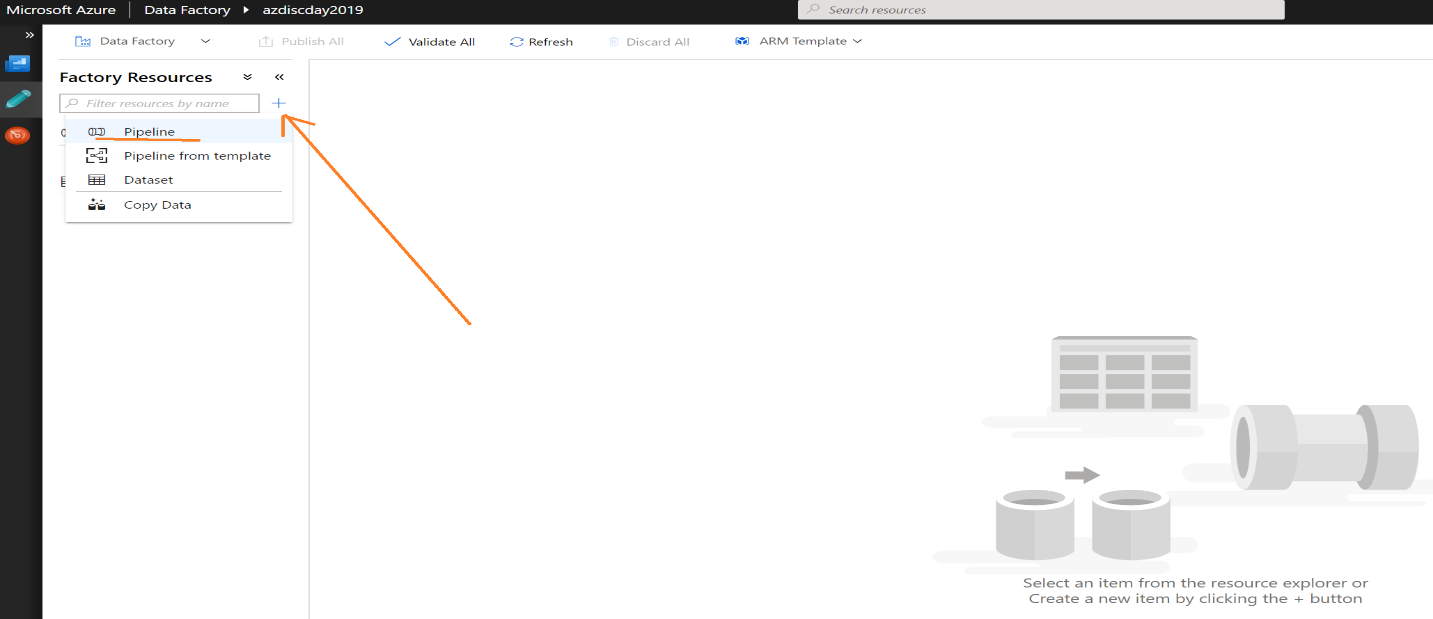 Microsoft Azure Data Factory azdiscday2019 Search resources
Data Factory Publish All Validate All Refresh Discard All ARM Template
Factory Resources
Filter resources by name
Pipeline
Pipeline from template
Dataset
Copy Data
Select an item from the resource explorer or
Create a new item by clicking the + button